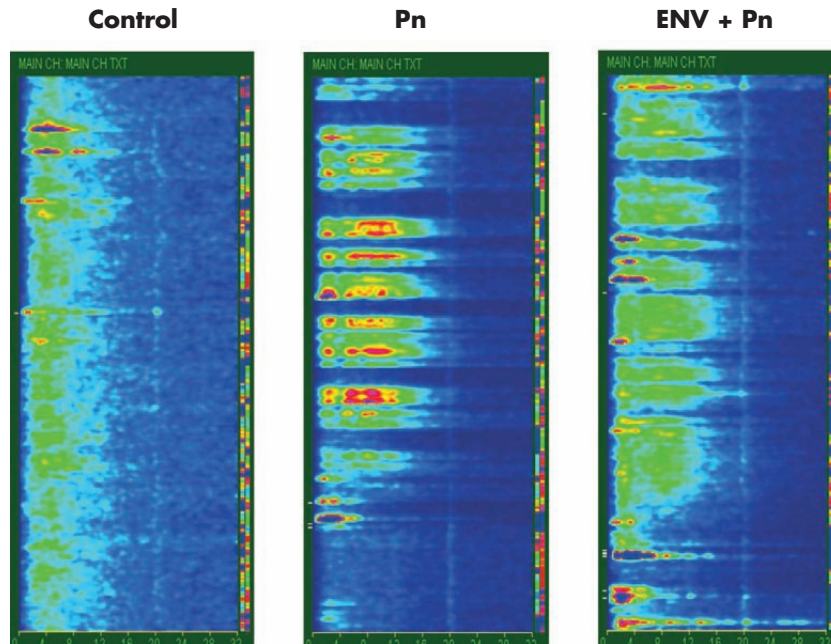 Control
Pn
ENV + Pn
MAIN CH: MAIN CH TXT
MAIN CH: MAIN CH TXT
MAIN CH: MAIN CH TXT